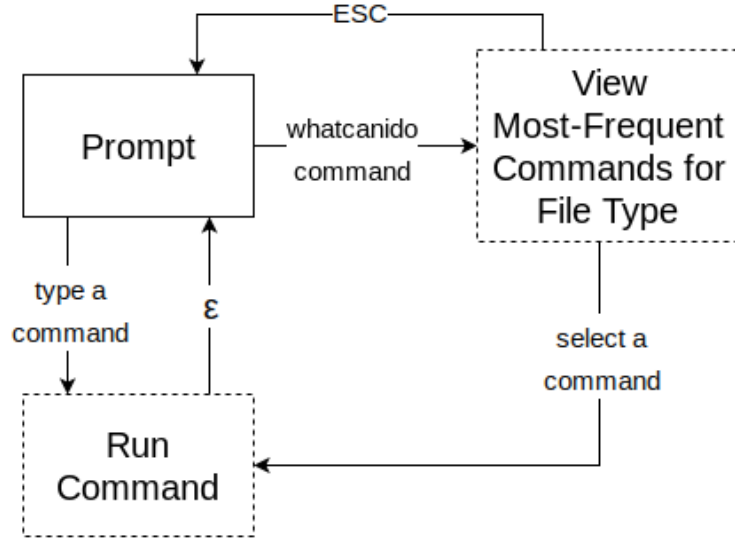 ESC
Prompt
whatcanido
command
View
Most-Frequent
Commands for
File Type
type a
command
ε
select a
command
Run
Command